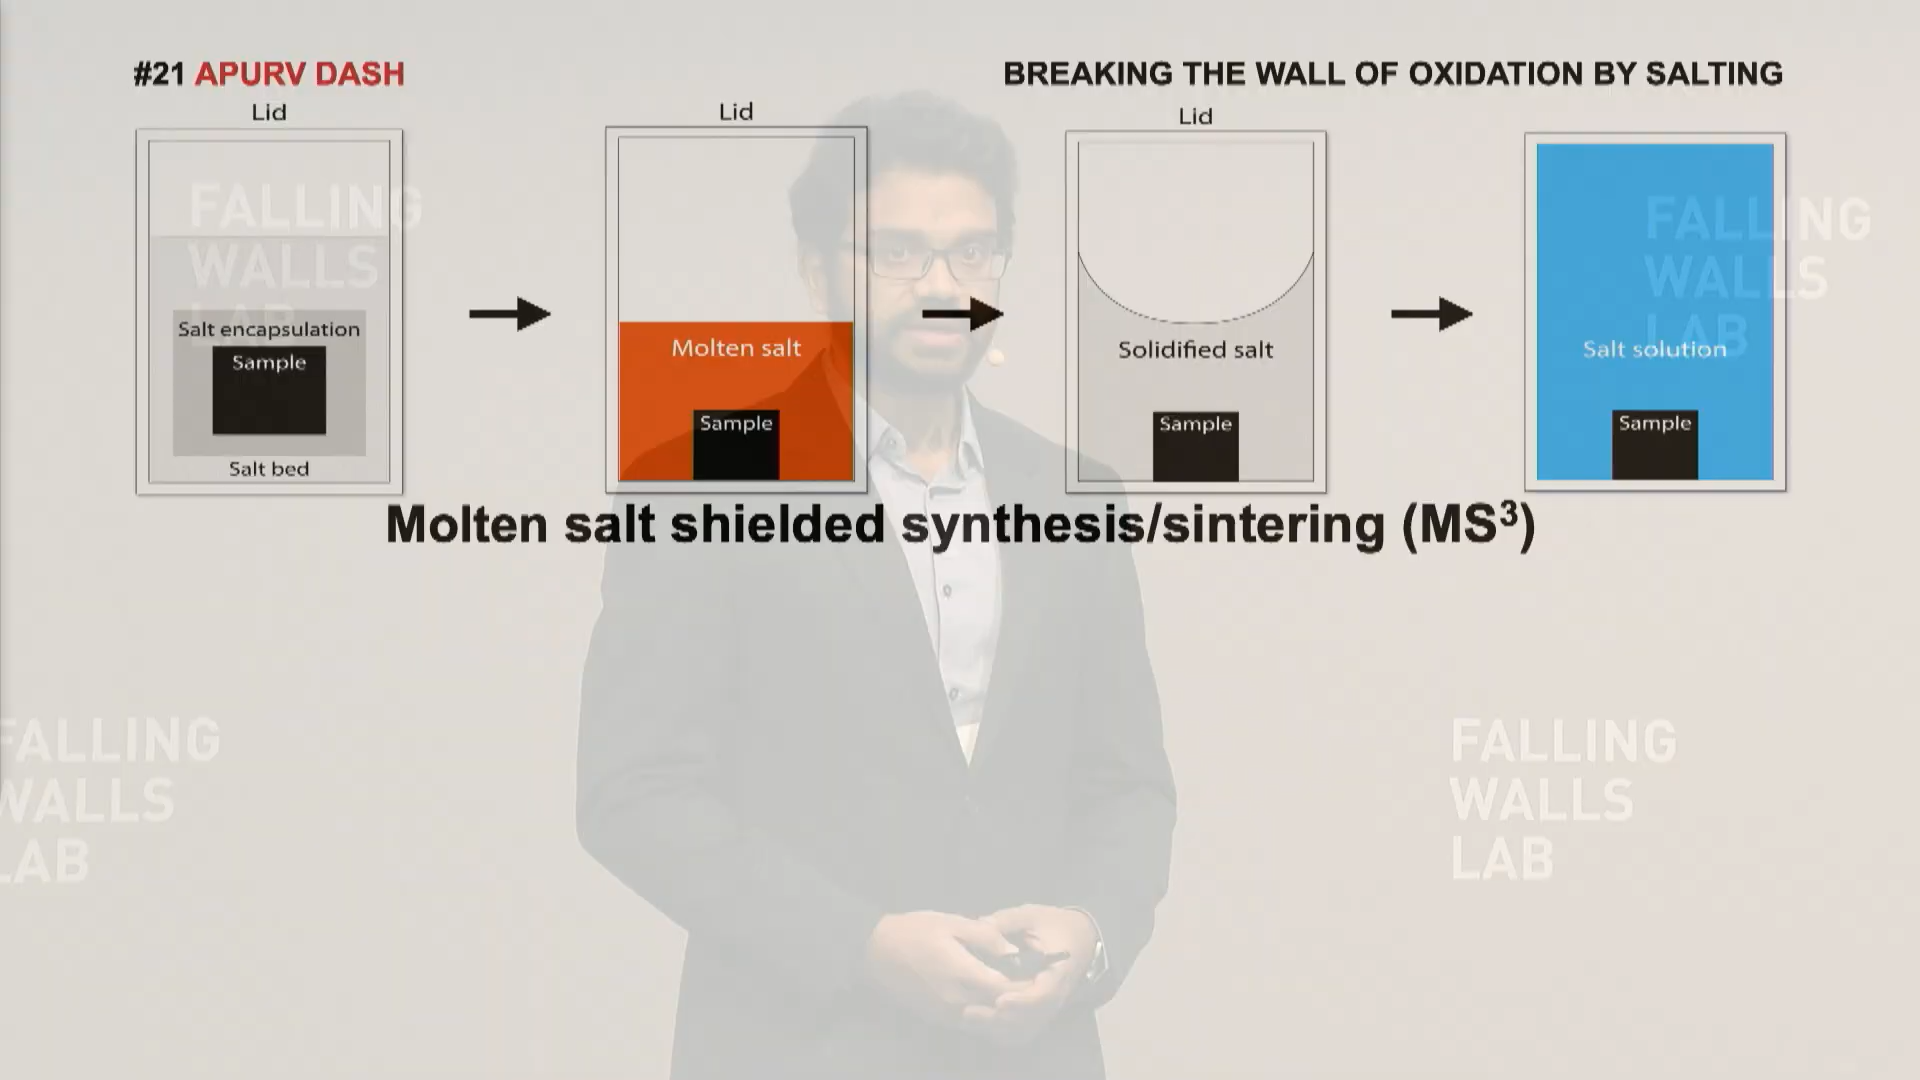 #21 APURV DASH
BREAKING THE WALL OF OXIDATION BY SALTING
Lid
Salt encapsulation
Sample
Salt bed
Lid
Molten salt
Sample
Lid
Solidified salt
Sample
Salt solution
Sample
Molten salt shielded synthesis/sintering (MS³)
FALLING
WALLS
LAB
FALLING
WALLS
LAB
FALLING
WALLS
LAB
FALLING
WALLS
LAB